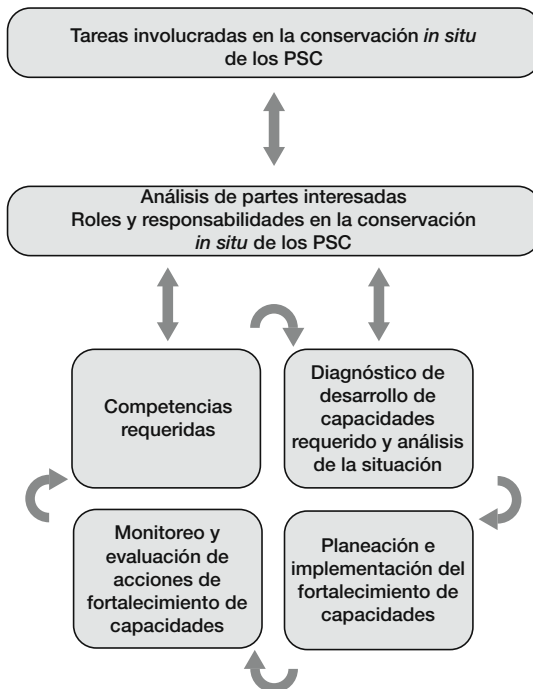 Tareas involucradas en la conservación in situ
de los PSC
Análisis de partes interesadas
Roles y responsabilidades en la conservación
in situ de los PSC
Competencias
requeridas
Diagnóstico de
desarrollo de
capacidades
requerido y análisis
de la situación
Monitoreo y
evaluación de
acciones de
fortalecimiento de
capacidades
Planeación e
implementación del
fortalecimiento de
capacidades